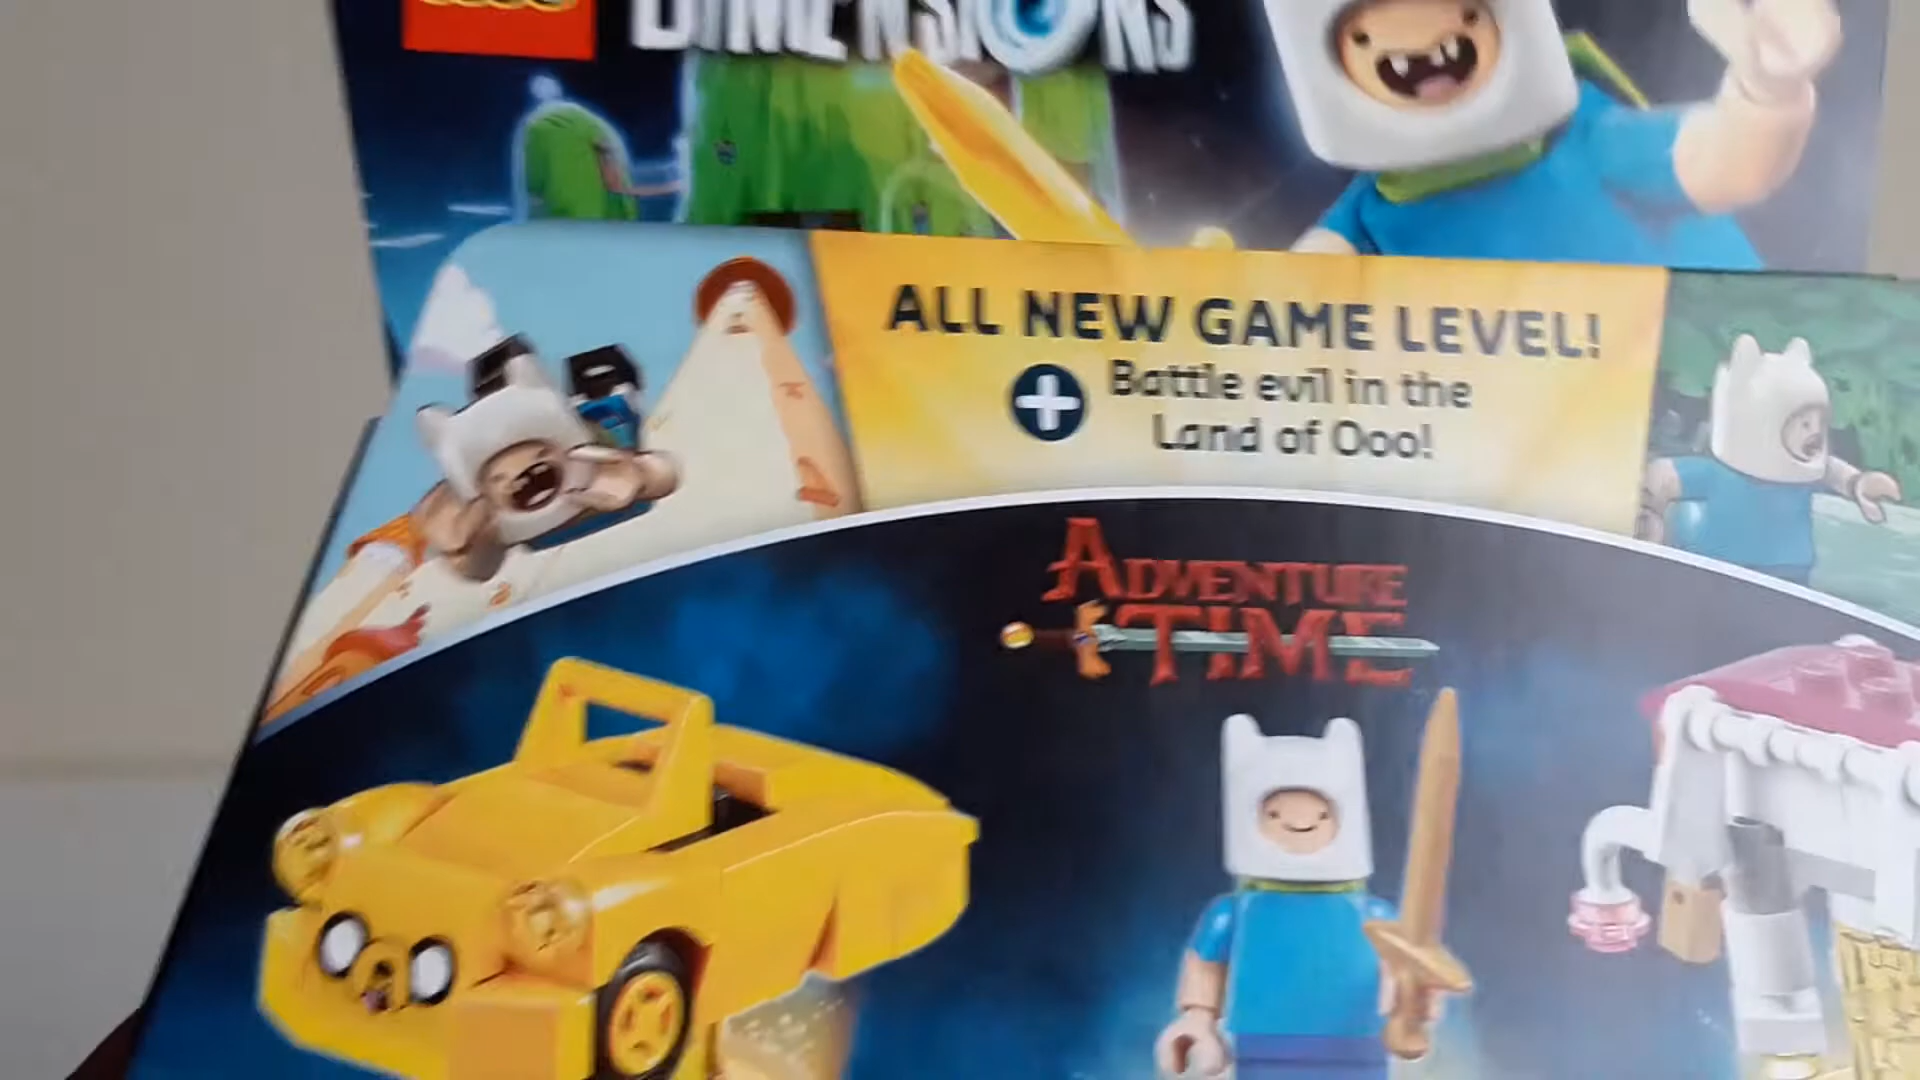 DIMENSIONS
ALL NEW GAME LEVEL!
+ Battle evil in the
Land of Ooo!
ADVENTURE
TIME